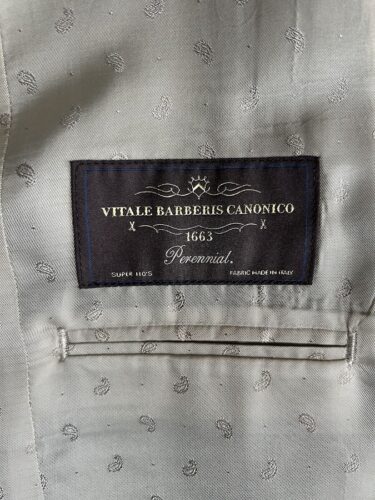 VITALE BARBERIS CANONICO
1663
Perennial.
SUPER 110'S FABRIC MADE IN ITALY